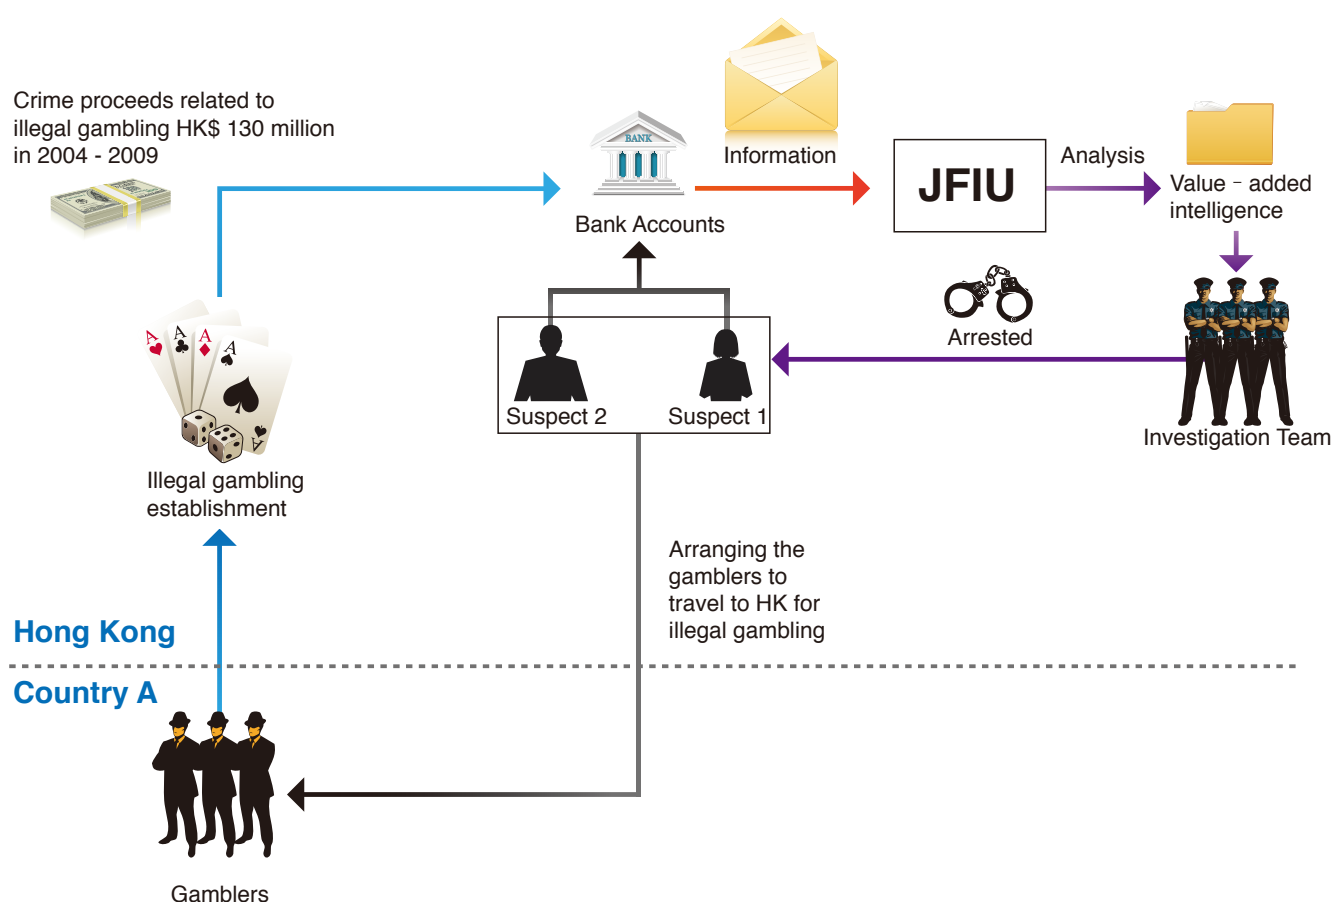 Crime proceeds related to
illegal gambling HK$ 130 million
in 2004 - 2009
BANK
Bank Accounts
Information
JFIU
Analysis
Value – added
intelligence
Arrested
Investigation Team
Suspect 2
Suspect 1
A
A
A
A
A
Illegal gambling
establishment
Arranging the
gamblers to
travel to HK for
illegal gambling
Hong Kong
Country A
Gamblers